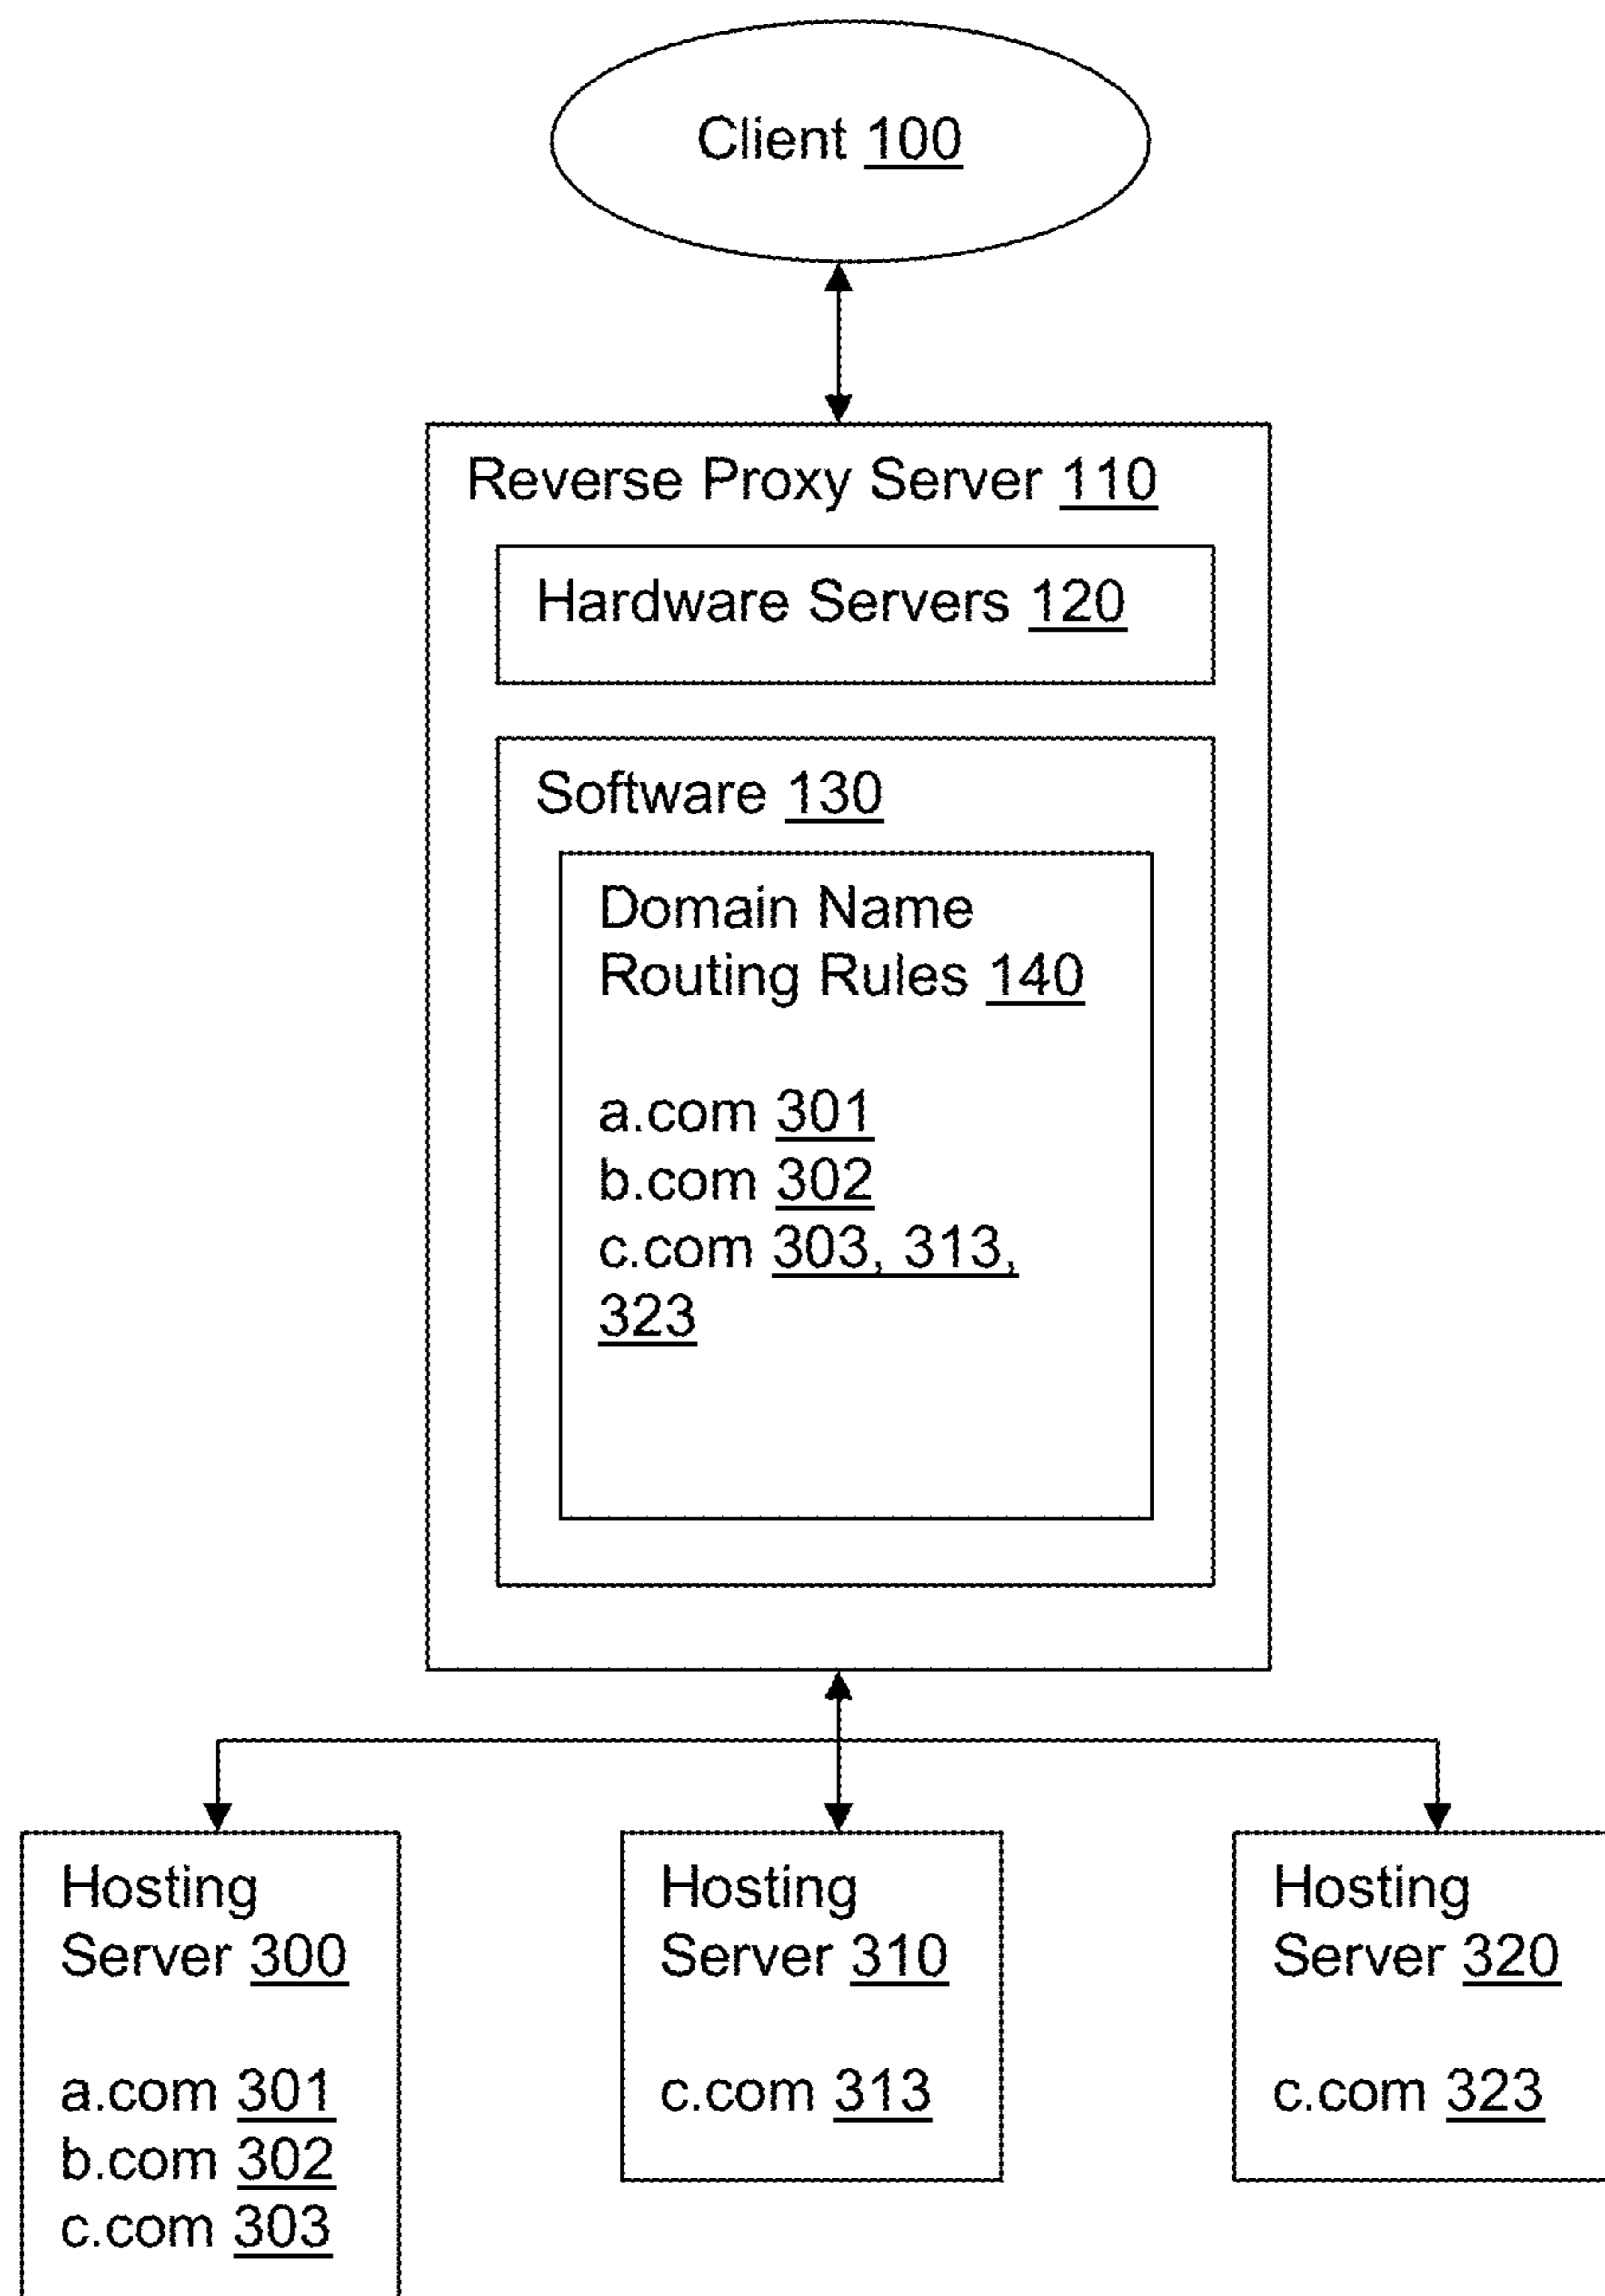 Client 100
Reverse Proxy Server 110
Hardware Servers 120
Software 130
Domain Name
Routing Rules 140
a.com 301
b.com 302
c.com 303, 313,
323
Hosting
Server 300
a.com 301
b.com 302
c.com 303
Hosting
Server 310
c.com 313
Hosting
Server 320
c.com 323